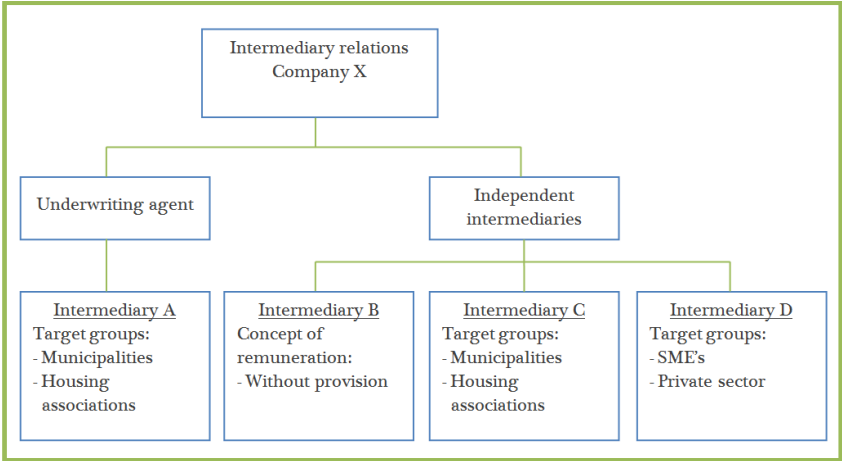 Intermediary relations
Company X
Underwriting agent
Independent
intermediaries
Intermediary A
Target groups:
- Municipalities
- Housing
associations
Intermediary B
Concept of
remuneration:
- Without provision
Intermediary C
Target groups:
- Municipalities
- Housing
associations
Intermediary D
Target groups:
- SME's
- Private sector